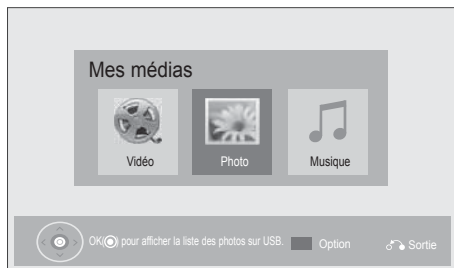 Mes médias
Vidéo Photo Musique
OK(◉) pour afficher la liste des photos sur USB. Option Sortie